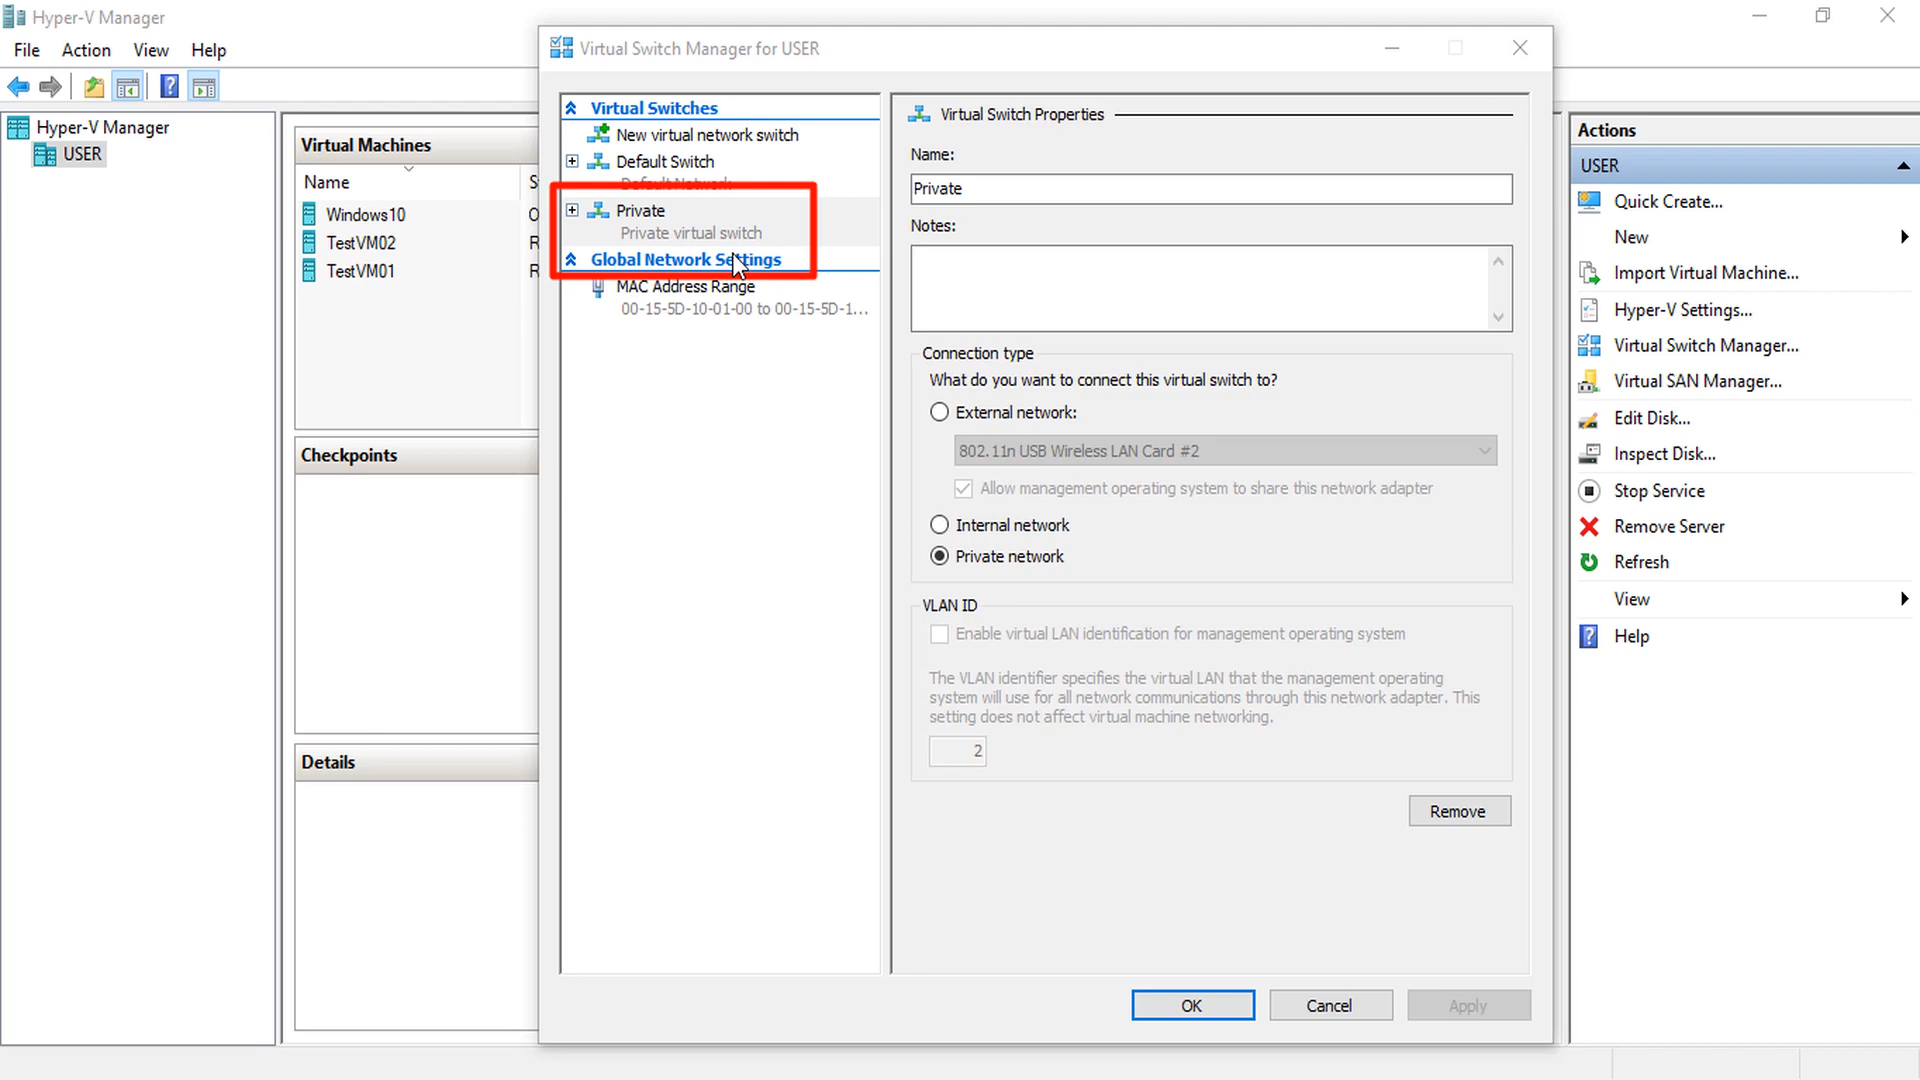 Hyper-V Manager
File Action View Help
Hyper-V Manager
USER
Virtual Machines
Name
Windows10
TestVM02
TestVM01
Checkpoints
Details
Virtual Switch Manager for USER
Virtual Switches
New virtual network switch
Default Switch
Default Network
Private
Private virtual switch
Global Network Settings
MAC Address Range
00-15-5D-10-01-00 to 00-15-5D-1...
Virtual Switch Properties
Name:
Private
Notes:
Connection type
What do you want to connect this virtual switch to?
External network:
802.11n USB Wireless LAN Card #2
Allow management operating system to share this network adapter
Internal network
Private network
VLAN ID
Enable virtual LAN identification for management operating system
The VLAN identifier specifies the virtual LAN that the management operating
system will use for all network communications through this network adapter. This
setting does not affect virtual machine networking.
2
Remove
OK Cancel Apply
Actions
USER
Quick Create...
New
Import Virtual Machine...
Hyper-V Settings...
Virtual Switch Manager...
Virtual SAN Manager...
Edit Disk...
Inspect Disk...
Stop Service
Remove Server
Refresh
View
Help